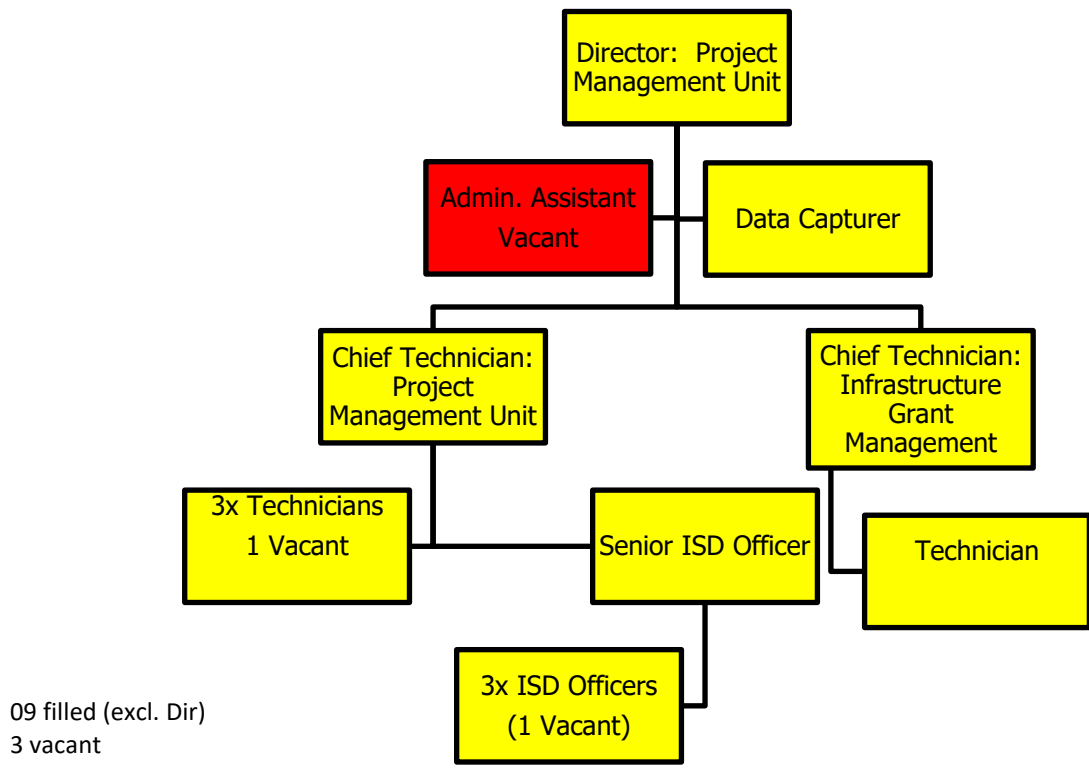 Director: Project
Management Unit
Admin. Assistant
Vacant
Data Capturer
Chief Technician:
Project
Management Unit
Chief Technician:
Infrastructure
Grant
Management
3x Technicians
1 Vacant
Senior ISD Officer
Technician
3x ISD Officers
(1 Vacant)
09 filled (excl. Dir)
3 vacant